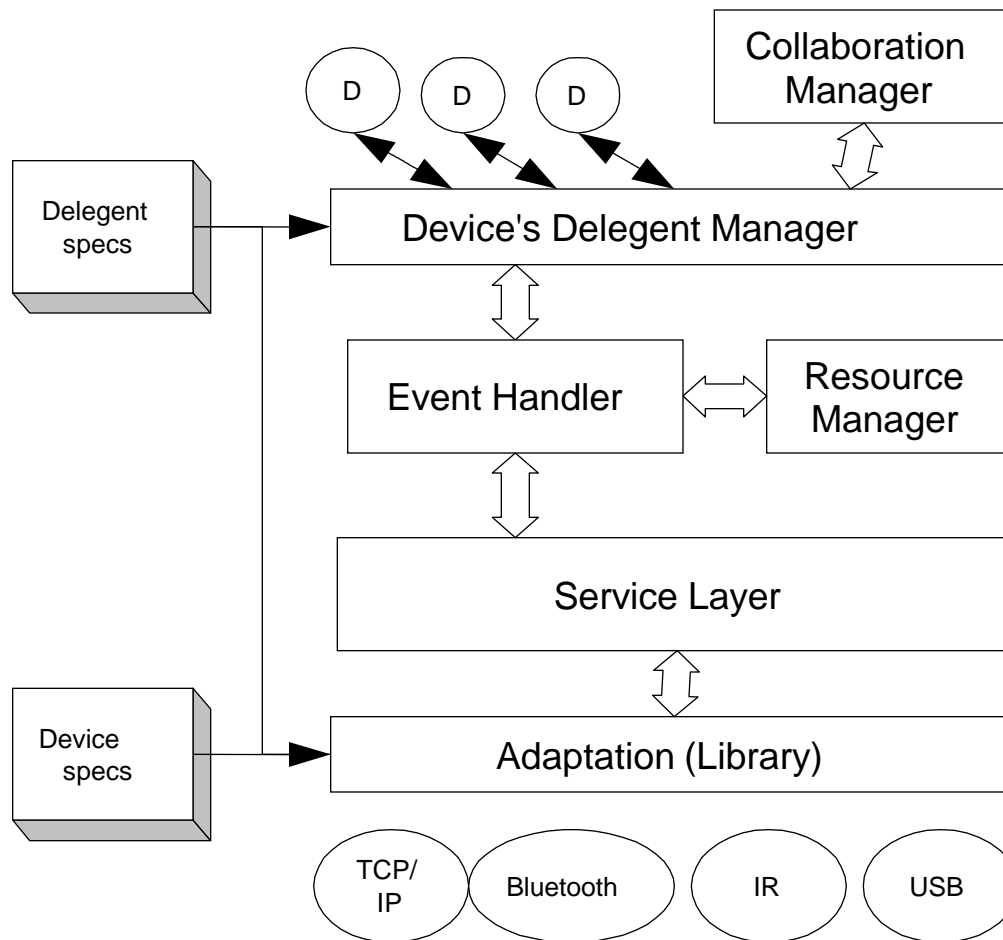 Collaboration
Manager
D
D
D
Delegent
specs
Device's Delegent Manager
Event Handler
Resource
Manager
Service Layer
Device
specs
Adaptation (Library)
TCP/
IP
Bluetooth
IR
USB